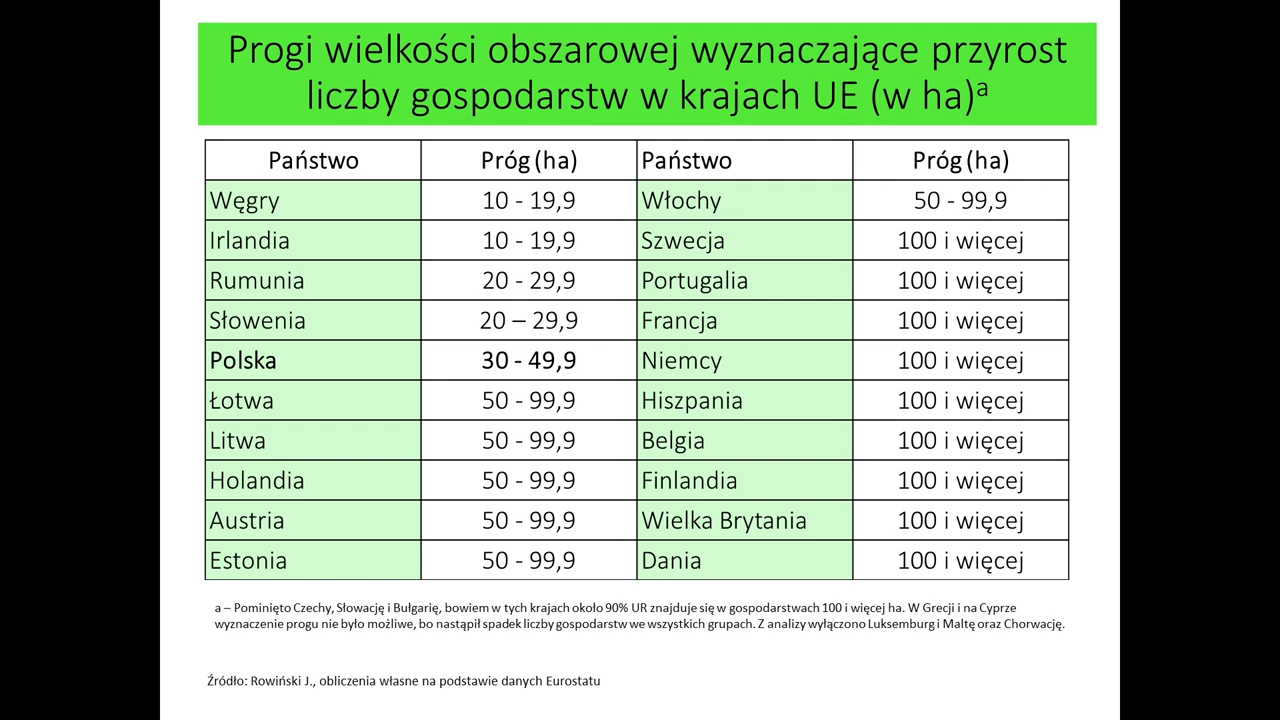 Progi wielkości obszarowej wyznaczające przyrost
liczby gospodarstw w krajach UE (w ha)ᵃ
Państwo Próg (ha) Państwo Próg (ha)
Węgry 10 - 19,9 Włochy 50 - 99,9
Irlandia 10 - 19,9 Szwecja 100 i więcej
Rumunia 20 - 29,9 Portugalia 100 i więcej
Słowenia 20 – 29,9 Francja 100 i więcej
Polska 30 - 49,9 Niemcy 100 i więcej
Łotwa 50 - 99,9 Hiszpania 100 i więcej
Litwa 50 - 99,9 Belgia 100 i więcej
Holandia 50 - 99,9 Finlandia 100 i więcej
Austria 50 - 99,9 Wielka Brytania 100 i więcej
Estonia 50 - 99,9 Dania 100 i więcej
a – Pominięto Czechy, Słowację i Bułgarię, bowiem w tych krajach około 90% UR znajduje się w gospodarstwach 100 i więcej ha. W Grecji i na Cyprze
wyznaczenie progu nie było możliwe, bo nastąpił spadek liczby gospodarstw we wszystkich grupach. Z analizy wyłączono Luksemburg i Maltę oraz Chorwację.
Źródło: Rowiński J., obliczenia własne na podstawie danych Eurostatu